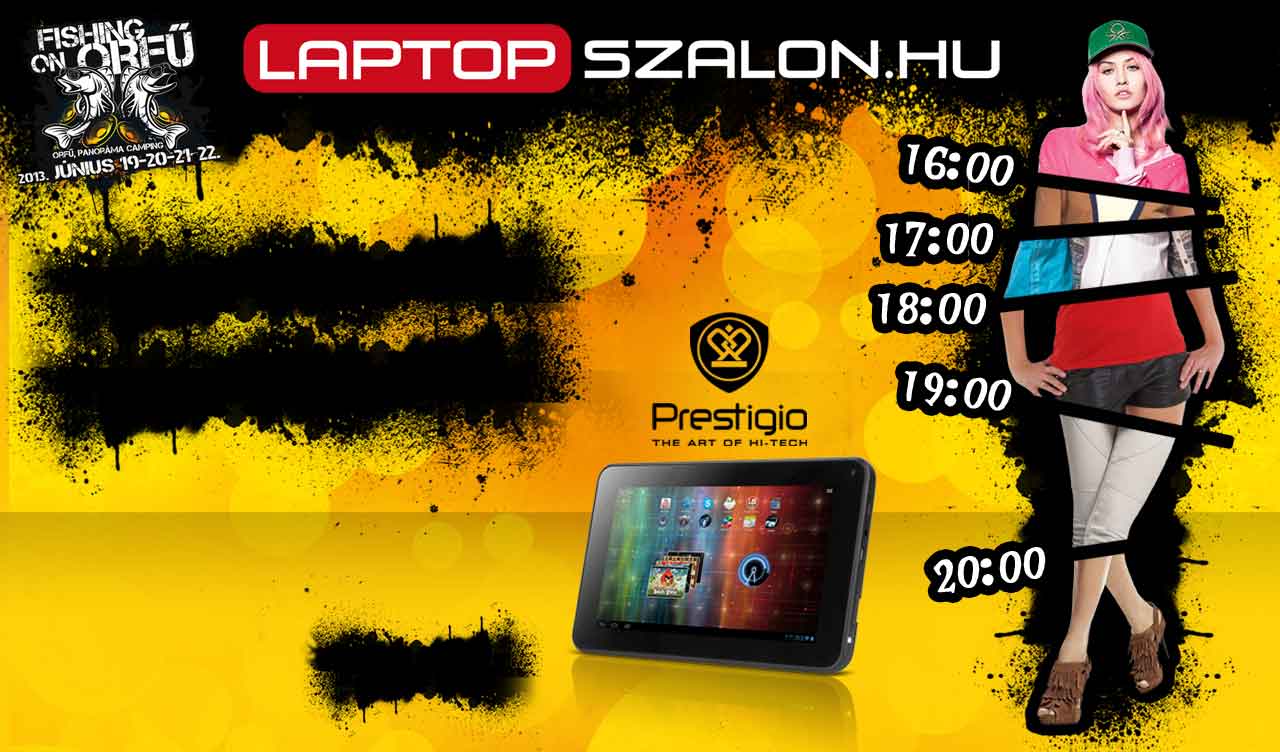 FISHING
ON ORFŰ
ORFŰ, PANORÁMA CAMPING
2013. JÚNIUS 19-20-21-22.
LAPTOP SZALON.HU
16:00
17:00
18:00
19:00
20:00
Prestigio
THE ART OF HI-TECH